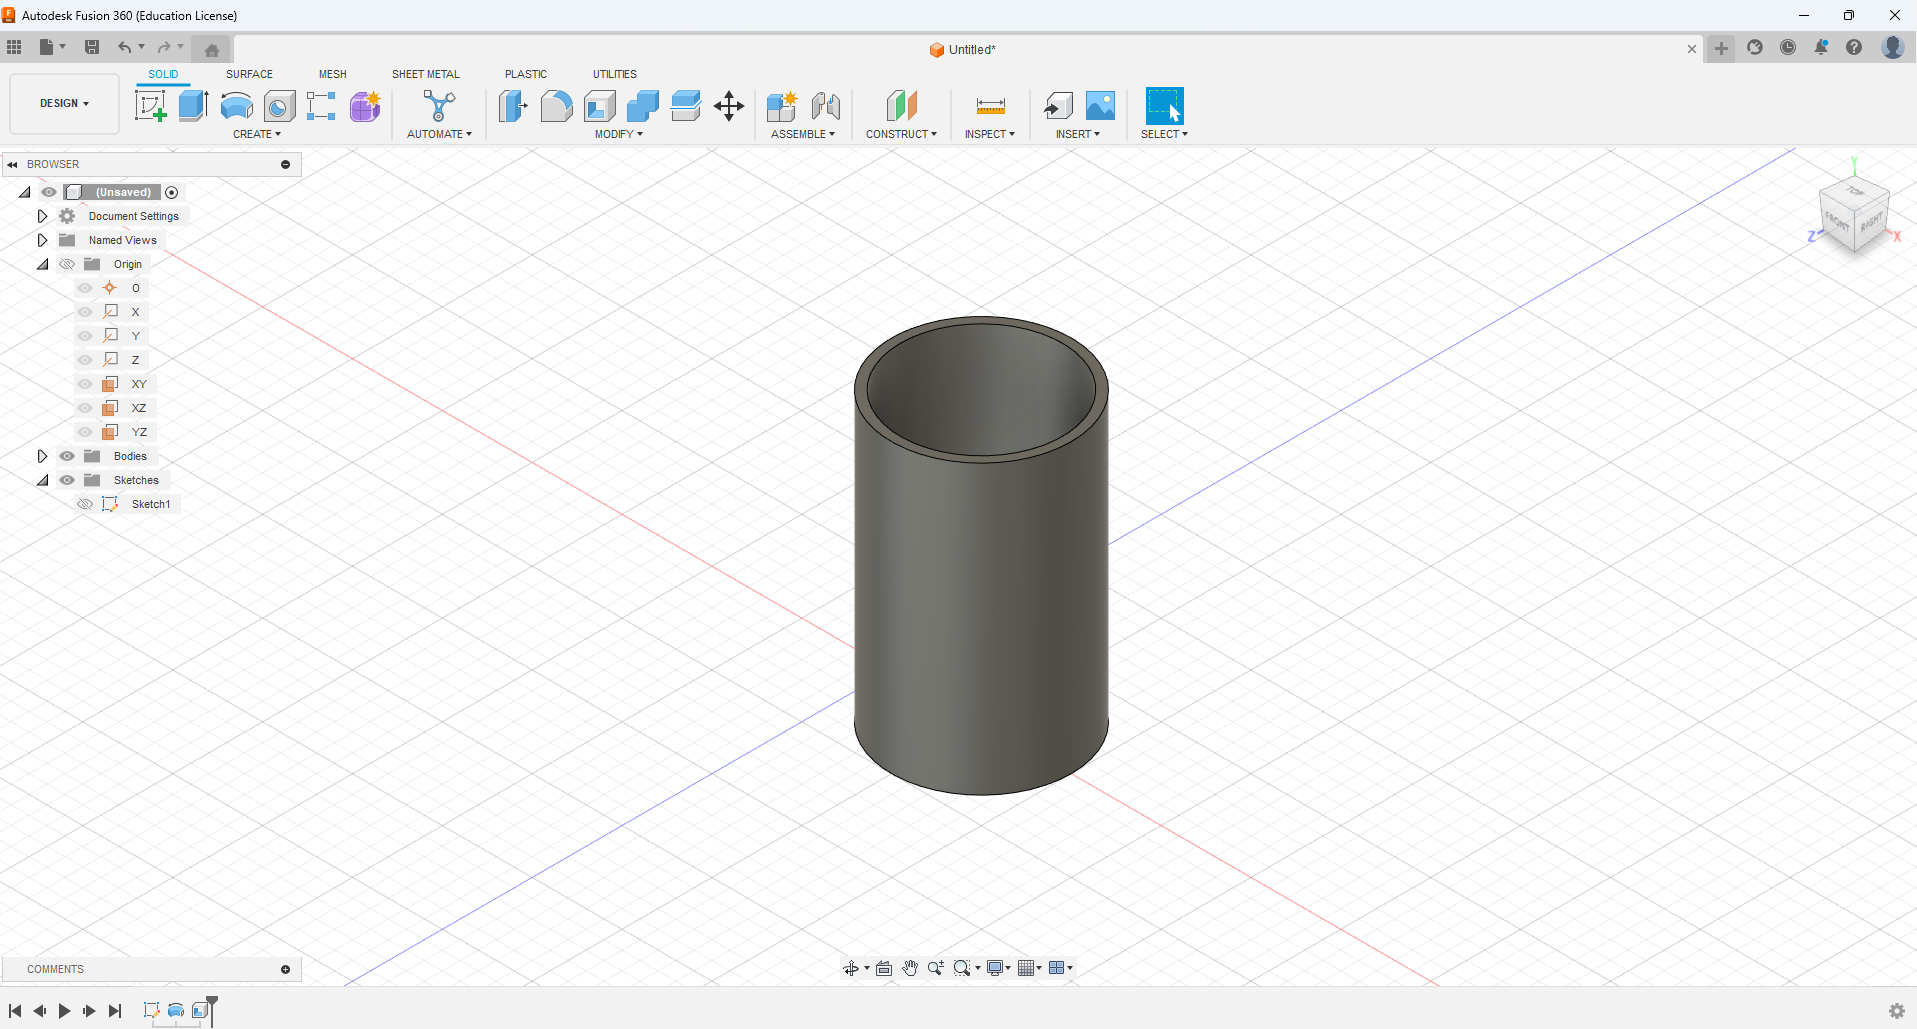 Autodesk Fusion 360 (Education License)
Untitled*
SOLID SURFACE MESH SHEET METAL PLASTIC UTILITIES
DESIGN
CREATE AUTOMATE MODIFY ASSEMBLE CONSTRUCT INSPECT INSERT SELECT
BROWSER
(Unsaved)
Document Settings
Named Views
Origin
O
X
Y
Z
XY
XZ
YZ
Bodies
Sketches
Sketch1
Y
TOP
FRONT RIGHT
Z X
COMMENTS